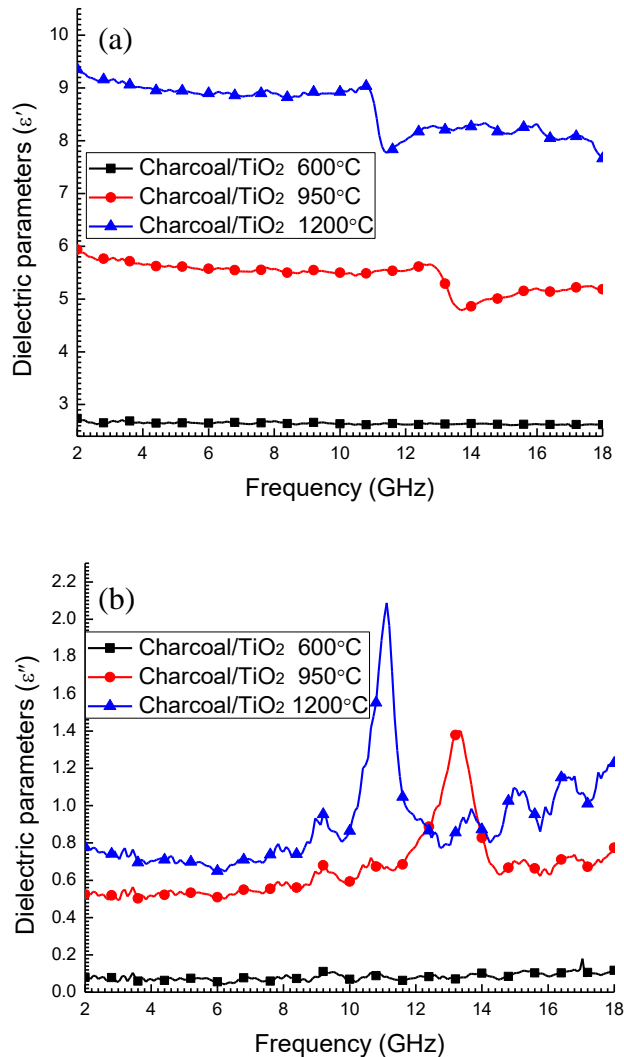 (a)
Dielectric parameters (ε′)
10
9
8
7
6
5
4
3
Charcoal/TiO₂ 600°C
Charcoal/TiO₂ 950°C
Charcoal/TiO₂ 1200°C
2 4 6 8 10 12 14 16 18
Frequency (GHz)
(b)
Dielectric parameters (ε″)
2.2
2.0
1.8
1.6
1.4
1.2
1.0
0.8
0.6
0.4
0.2
0.0
Charcoal/TiO₂ 600°C
Charcoal/TiO₂ 950°C
Charcoal/TiO₂ 1200°C
2 4 6 8 10 12 14 16 18
Frequency (GHz)